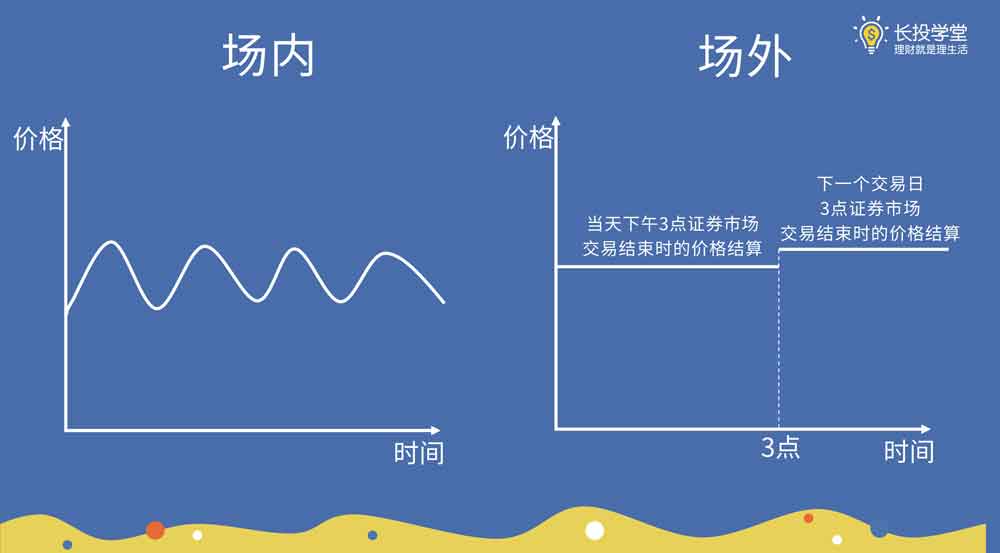 场内
场外
长投学堂
理财就是理生活
价格
时间
价格
当天下午3点证券市场
交易结束时的价格结算
下一个交易日
3点证券市场
交易结束时的价格结算
3点
时间